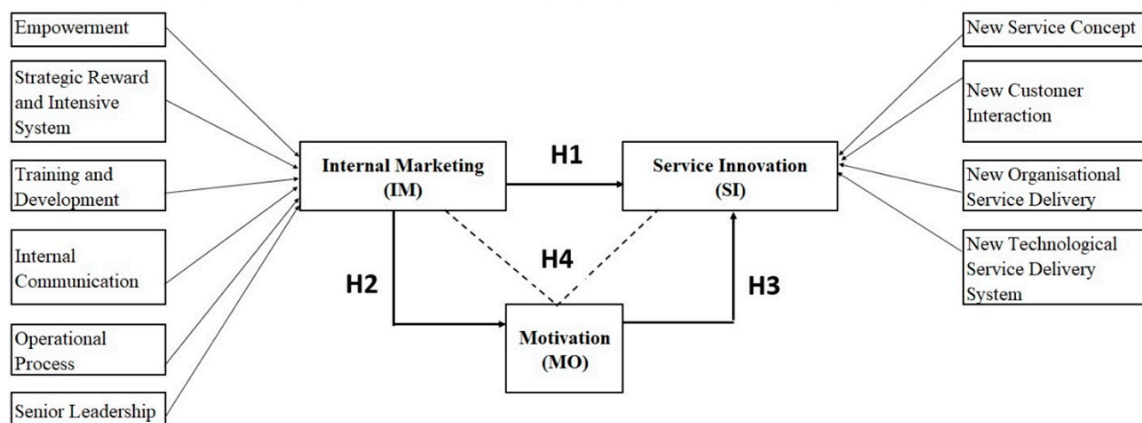 Empowerment
Strategic Reward
and Intensive
System
Training and
Development
Internal
Communication
Operational
Process
Senior Leadership
Internal Marketing
(IM)
H1
Service Innovation
(SI)
H2
H4
H3
Motivation
(MO)
New Service Concept
New Customer
Interaction
New Organisational
Service Delivery
New Technological
Service Delivery
System